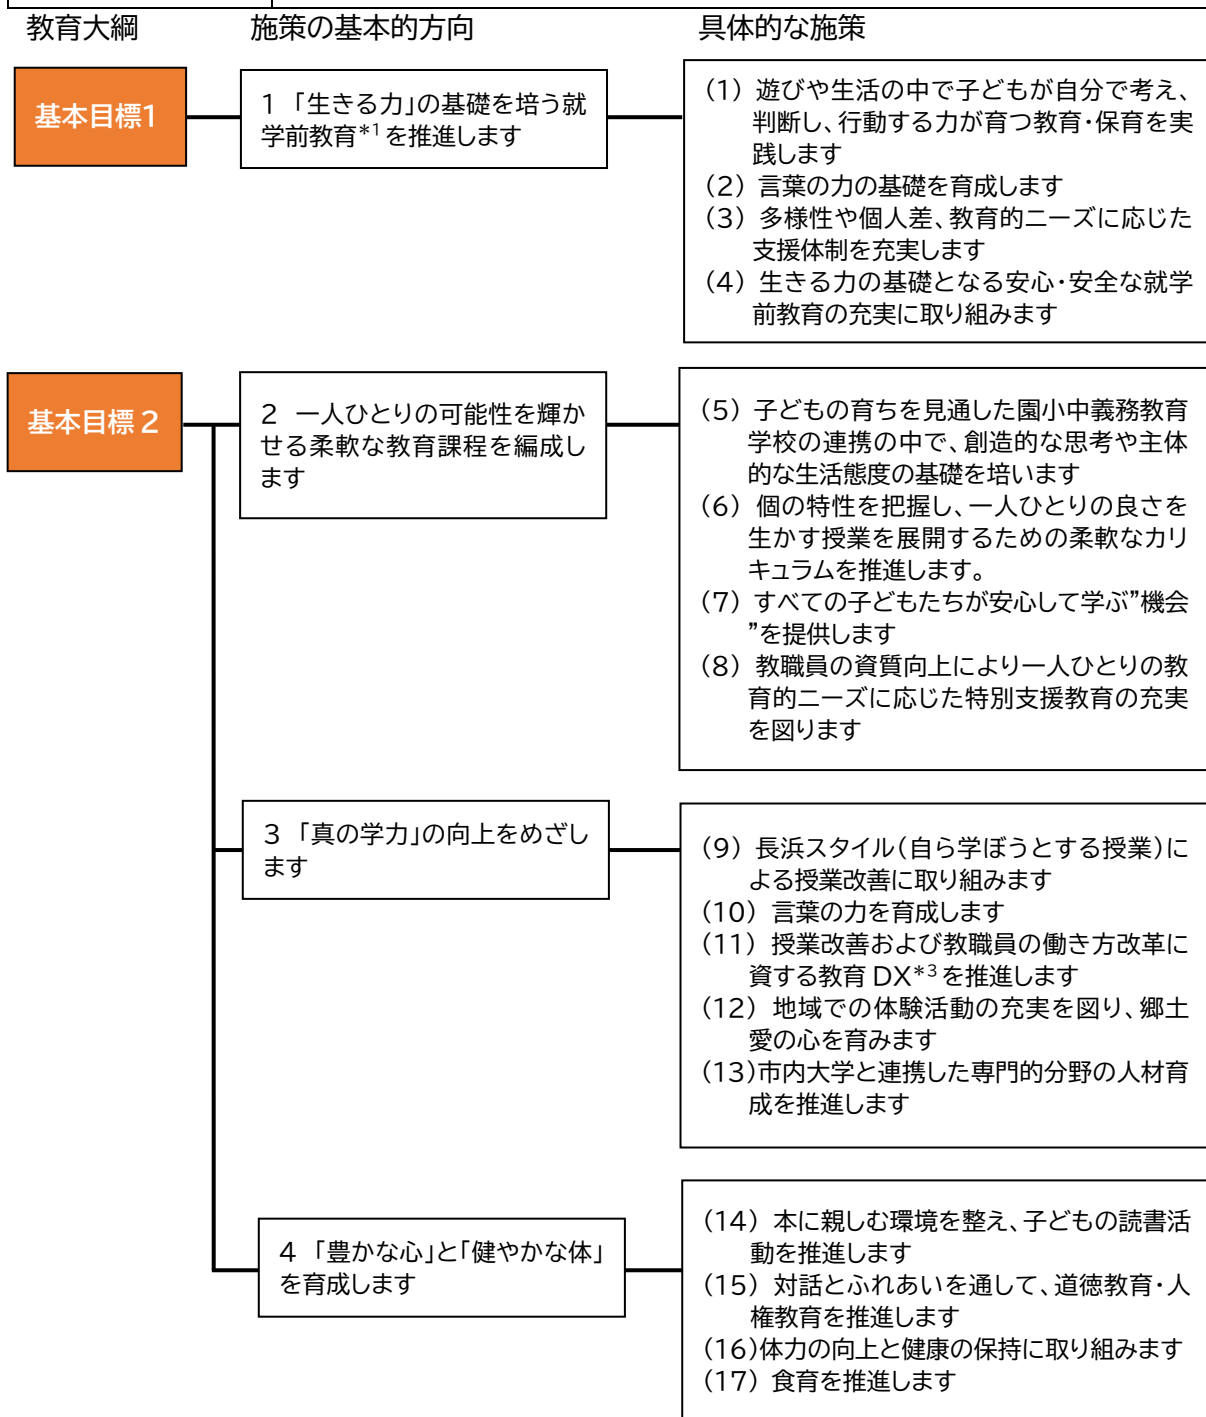 教育大綱 施策の基本的方向 具体的な施策
基本目標1
1 「生きる力」の基礎を培う就
学前教育*1を推進します
(1) 遊びや生活の中で子どもが自分で考え、
判断し、行動する力が育つ教育・保育を実
践します
(2) 言葉の力の基礎を育成します
(3) 多様性や個人差、教育的ニーズに応じた
支援体制を充実します
(4) 生きる力の基礎となる安心・安全な就学
前教育の充実に取り組みます
基本目標 2
2 一人ひとりの可能性を輝か
せる柔軟な教育課程を編成し
ます
(5) 子どもの育ちを見通した園小中義務教育
学校の連携の中で、創造的な思考や主体
的な生活態度の基礎を培います
(6) 個の特性を把握し、一人ひとりの良さを
生かす授業を展開するための柔軟なカリ
キュラムを推進します。
(7) すべての子どもたちが安心して学ぶ”機会
”を提供します
(8) 教職員の資質向上により一人ひとりの教
育的ニーズに応じた特別支援教育の充実
を図ります
3 「真の学力」の向上をめざし
ます
(9) 長浜スタイル(自ら学ぼうとする授業)に
よる授業改善に取り組みます
(10) 言葉の力を育成します
(11) 授業改善および教職員の働き方改革に
資する教育 DX*3を推進します
(12) 地域での体験活動の充実を図り、郷土
愛の心を育みます
(13)市内大学と連携した専門的分野の人材育
成を推進します
4 「豊かな心」と「健やかな体」
を育成します
(14) 本に親しむ環境を整え、子どもの読書活
動を推進します
(15) 対話とふれあいを通して、道徳教育・人
権教育を推進します
(16)体力の向上と健康の保持に取り組みます
(17) 食育を推進します